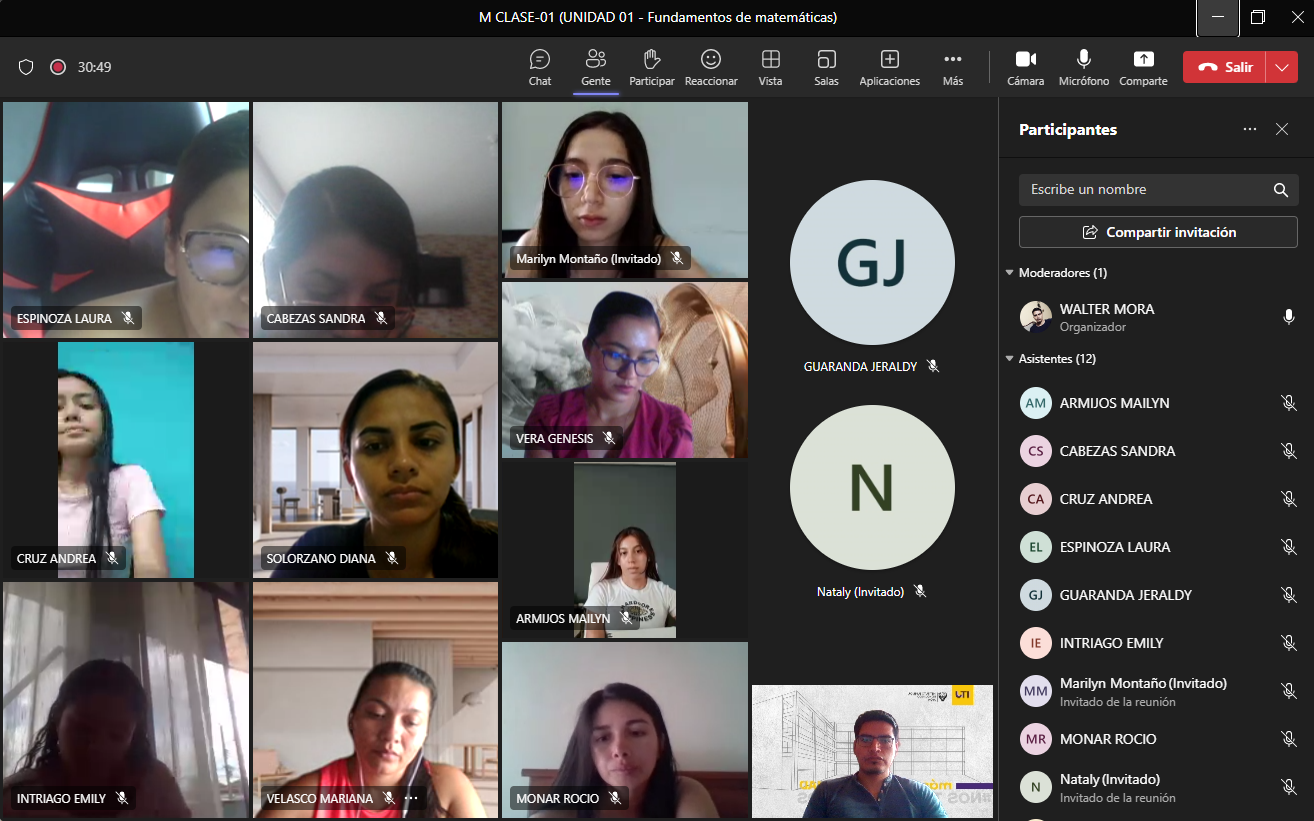 M CLASE-01 (UNIDAD 01 - Fundamentos de matemáticas)
30:49
Chat
Gente
Participar
Reaccionar
Vista
Salas
Aplicaciones
Más
Cámara
Micrófono
Comparte
Salir
ESPINOZA LAURA
CABEZAS SANDRA
Marilyn Montaño (Invitado)
VERA GENESIS
CRUZ ANDREA
SOLORZANO DIANA
ARMIJOS MAILYN
INTRIAGO EMILY
VELASCO MARIANA
MONAR ROCIO
GJ
GUARANDA JERALDY
N
Nataly (Invitado)
Participantes
Escribe un nombre
Compartir invitación
Moderadores (1)
WALTER MORA
Organizador
Asistentes (12)
AM ARMIJOS MAILYN
CS CABEZAS SANDRA
CA CRUZ ANDREA
EL ESPINOZA LAURA
GJ GUARANDA JERALDY
IE INTRIAGO EMILY
MM Marilyn Montaño (Invitado)
Invitado de la reunión
MR MONAR ROCIO
N Nataly (Invitado)
Invitado de la reunión